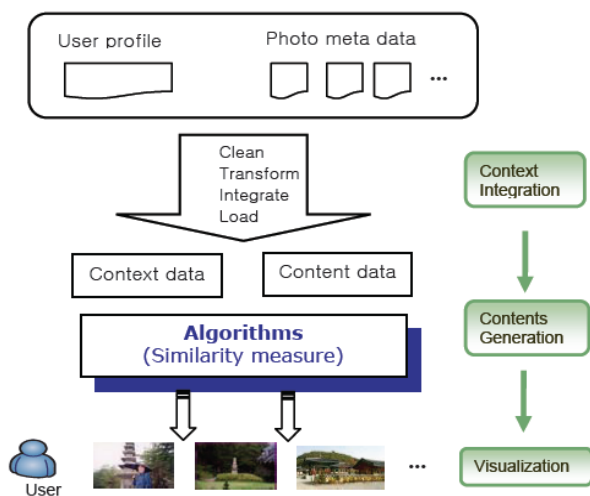 User profile
Photo meta data
...
Clean
Transform
Integrate
Load
Context
Integration
Context data
Content data
Algorithms
(Similarity measure)
Contents
Generation
...
User
Visualization